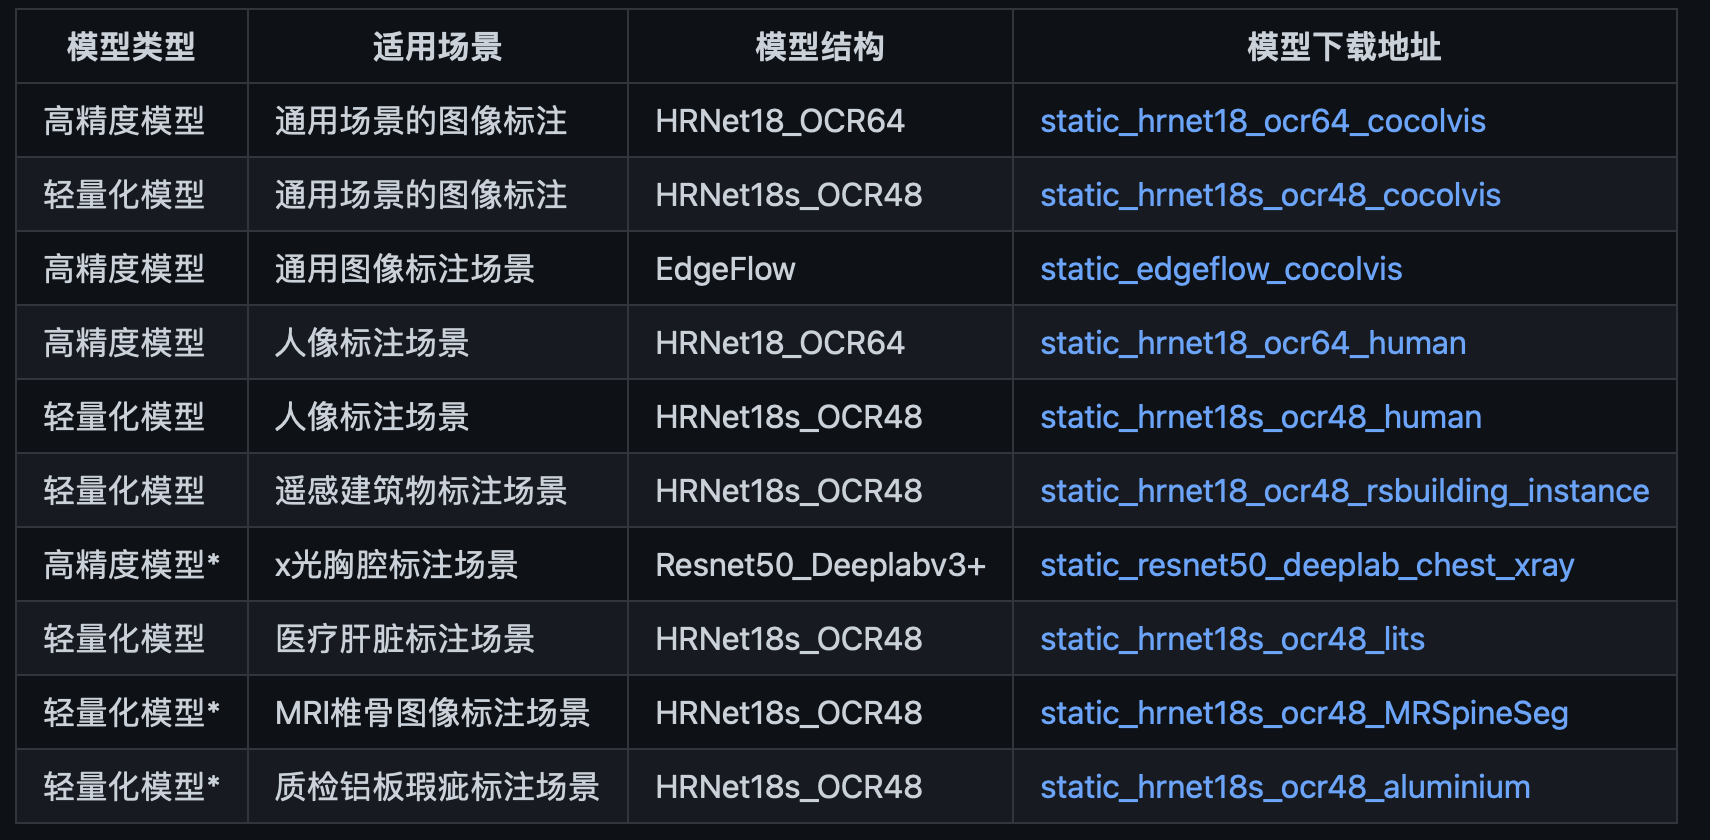 模型类型 适用场景 模型结构 模型下载地址
高精度模型 通用场景的图像标注 HRNet18_OCR64 static_hrnet18_ocr64_cocolvis
轻量化模型 通用场景的图像标注 HRNet18s_OCR48 static_hrnet18s_ocr48_cocolvis
高精度模型 通用图像标注场景 EdgeFlow static_edgeflow_cocolvis
高精度模型 人像标注场景 HRNet18_OCR64 static_hrnet18_ocr64_human
轻量化模型 人像标注场景 HRNet18s_OCR48 static_hrnet18s_ocr48_human
轻量化模型 遥感建筑物标注场景 HRNet18s_OCR48 static_hrnet18_ocr48_rsbuilding_instance
高精度模型* x光胸腔标注场景 Resnet50_Deeplabv3+ static_resnet50_deeplab_chest_xray
轻量化模型 医疗肝脏标注场景 HRNet18s_OCR48 static_hrnet18s_ocr48_lits
轻量化模型* MRI椎骨图像标注场景 HRNet18s_OCR48 static_hrnet18s_ocr48_MRSpineSeg
轻量化模型* 质检铝板瑕疵标注场景 HRNet18s_OCR48 static_hrnet18s_ocr48_aluminium